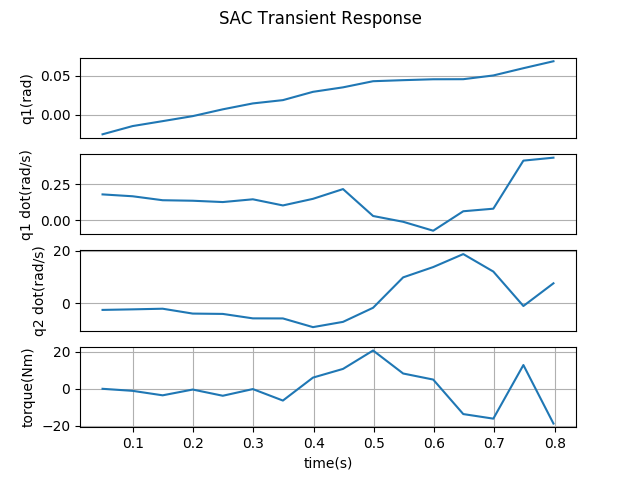 SAC Transient Response
q1(rad)
0.05
0.00
q1 dot(rad/s)
0.25
0.00
q2 dot(rad/s)
20
0
torque(Nm)
20
0
−20
0.1 0.2 0.3 0.4 0.5 0.6 0.7 0.8
time(s)